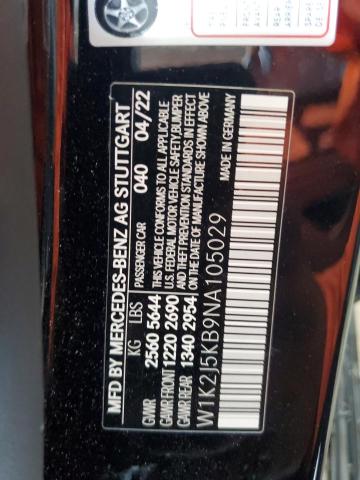 MFD BY MERCEDES-BENZ AG STUTTGART
KG LBS PASSENGER CAR 040 04/22
GVWR 2560 5644 THIS VEHICLE CONFORMS TO ALL APPLICABLE
GAWR FRONT 1220 2690 U.S. FEDERAL MOTOR VEHICLE SAFETY, BUMPER
GAWR REAR 1340 2954 AND THEFT PREVENTION STANDARDS IN EFFECT
ON THE DATE OF MANUFACTURE SHOWN ABOVE
W1K2J5KB9NA105029 MADE IN GERMANY
FRONT
REAR